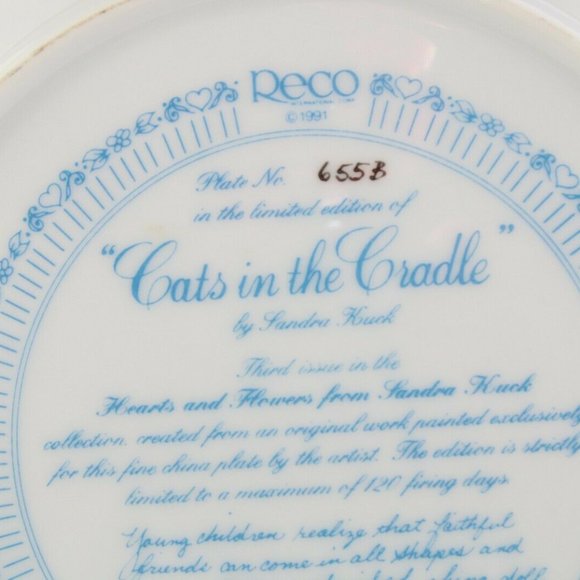 Reco
INTERNATIONAL CORP.
© 1991
Plate No. 655B
in the limited edition of
"Cats in the Cradle"
by Sandra Kuck
Third issue in the
Hearts and Flowers from Sandra Kuck
collection created from an original work painted exclusively
for this fine china plate by the artist. The edition is strictly
limited to a maximum of 120 firing days.
Young children realize that faithful
friends can come in all shapes and